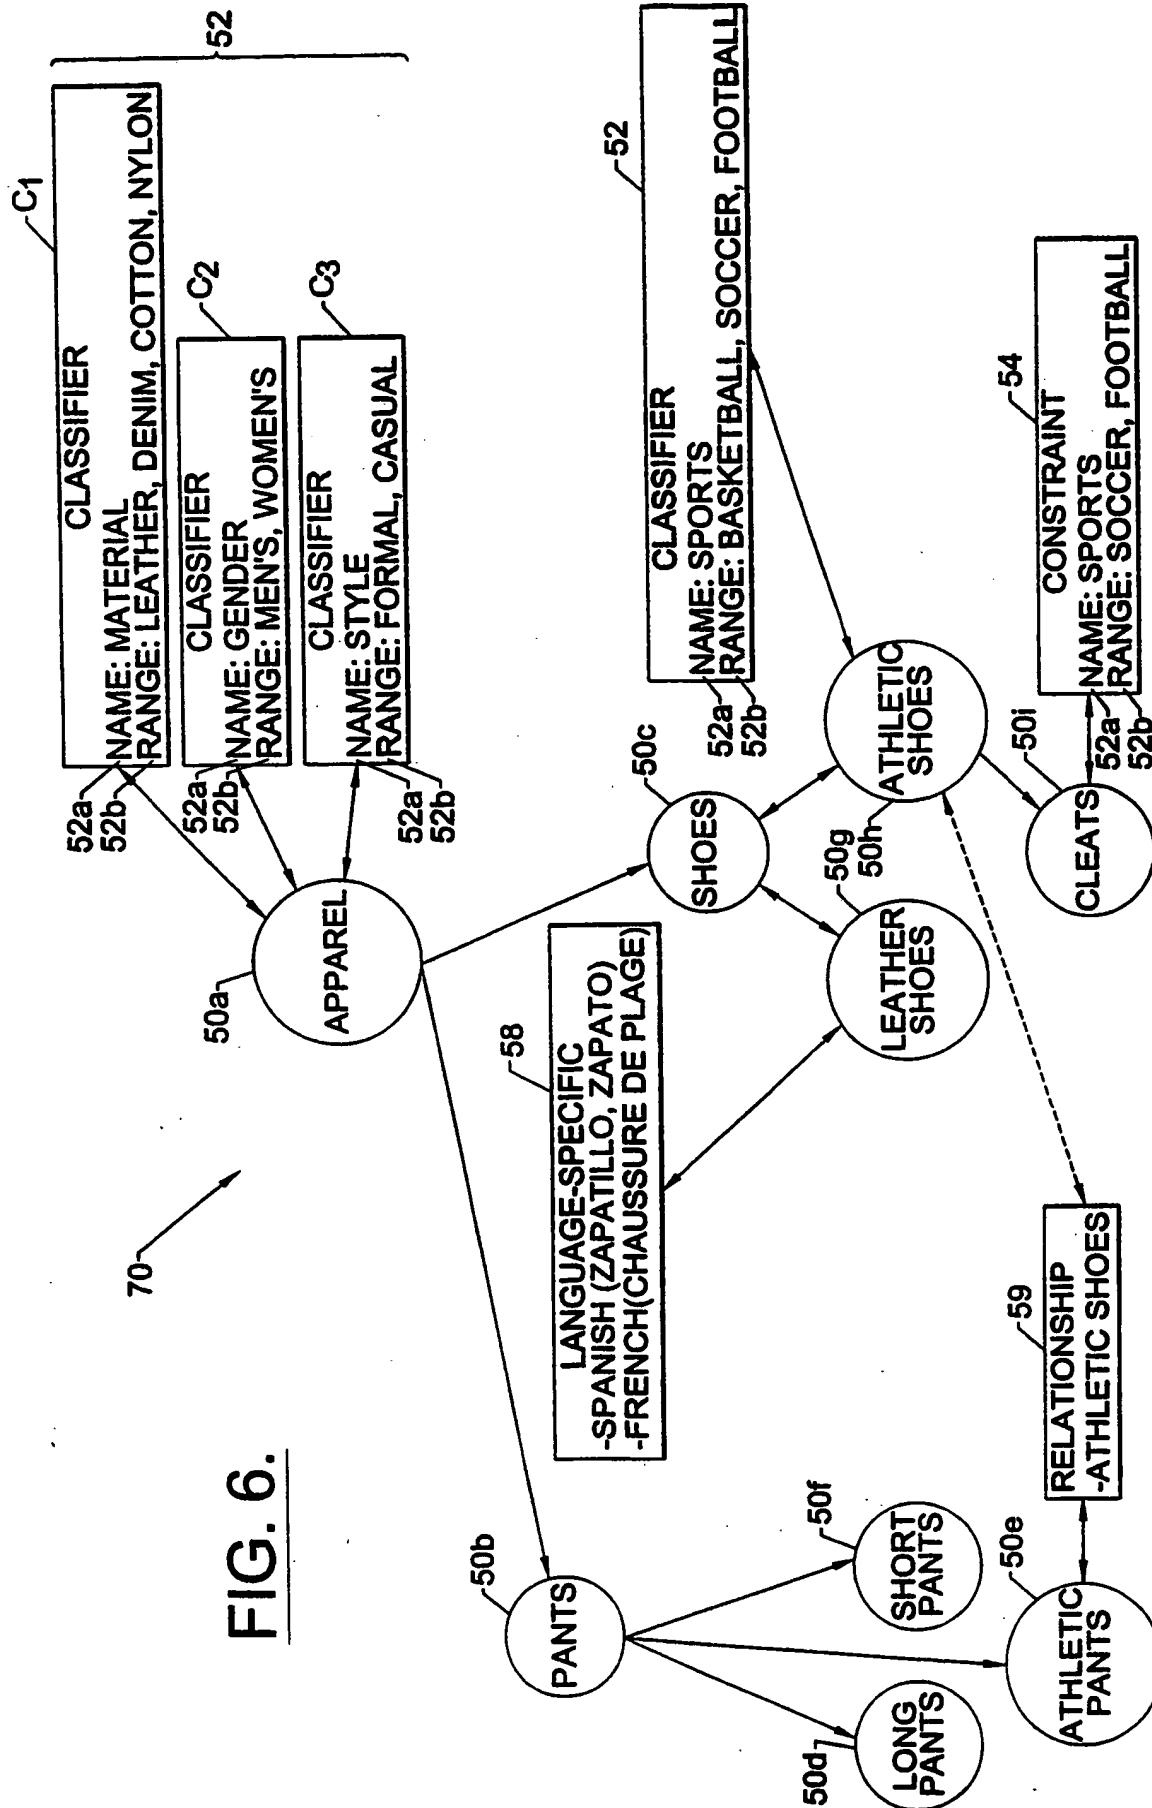 FIG. 6.
70
C1
CLASSIFIER
52a
NAME: MATERIAL
52b
RANGE: LEATHER, DENIM, COTTON, NYLON
52
C2
CLASSIFIER
52a
NAME: GENDER
52b
RANGE: MEN'S, WOMEN'S
C3
CLASSIFIER
52a
NAME: STYLE
52b
RANGE: FORMAL, CASUAL
50a
APPAREL
50b
PANTS
58
LANGUAGE-SPECIFIC
-SPANISH (ZAPATILLO, ZAPATO)
-FRENCH(CHAUSSURE DE PLAGE)
50c
SHOES
52
CLASSIFIER
52a
NAME: SPORTS
52b
RANGE: BASKETBALL, SOCCER, FOOTBALL
50d
LONG
PANTS
50f
SHORT
PANTS
50g
LEATHER
SHOES
50h
ATHLETIC
SHOES
50e
ATHLETIC
PANTS
59
RELATIONSHIP
-ATHLETIC SHOES
50i
CLEATS
54
CONSTRAINT
52a
NAME: SPORTS
52b
RANGE: SOCCER, FOOTBALL